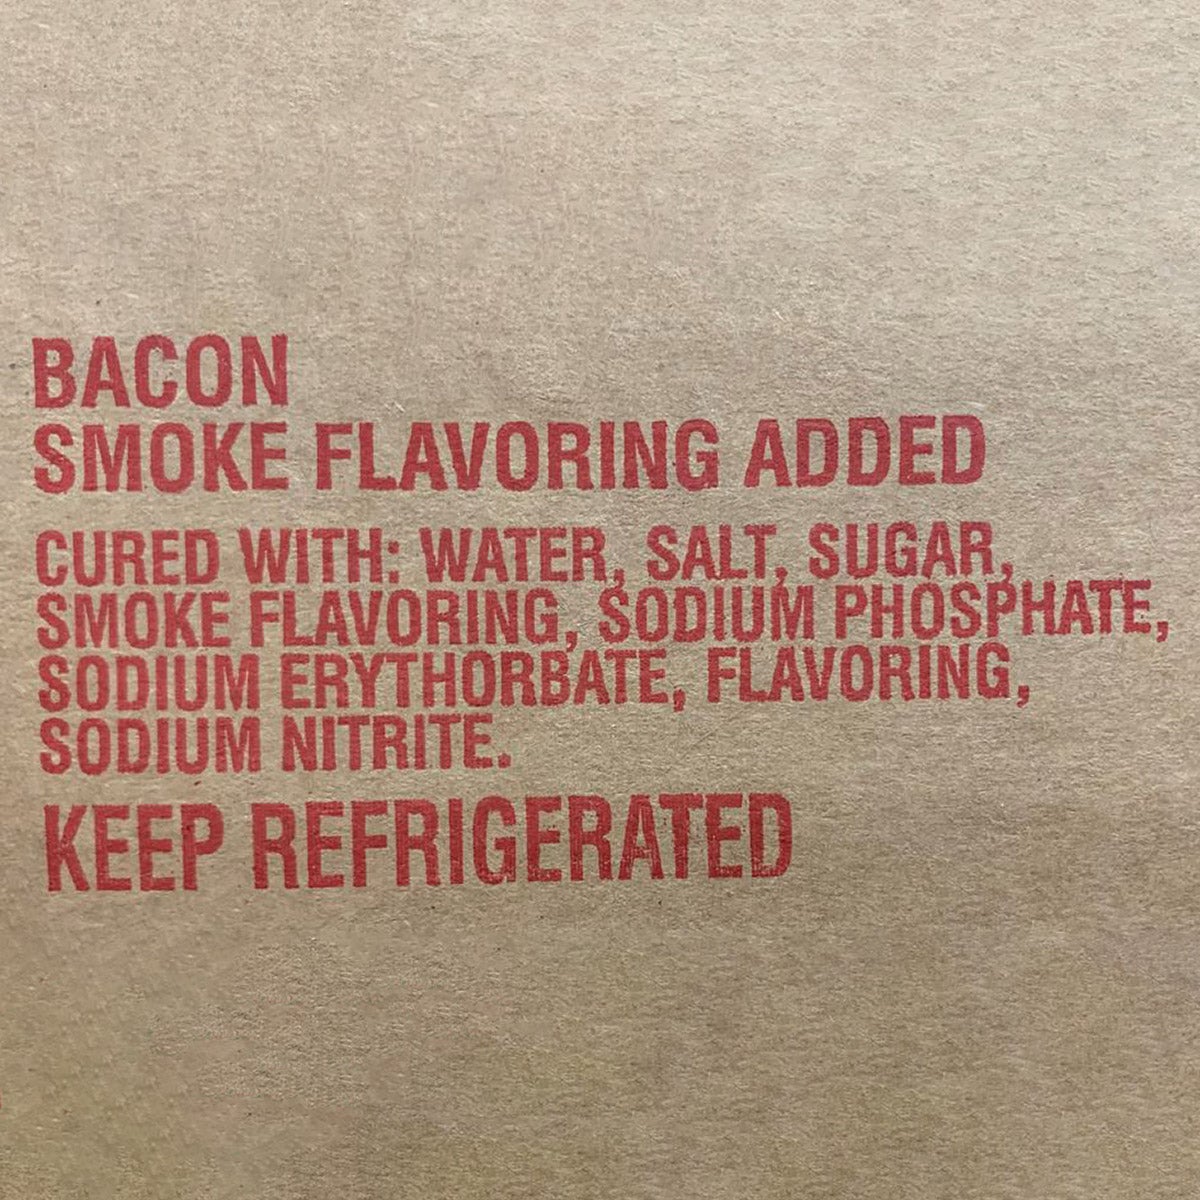 BACON
SMOKE FLAVORING ADDED
CURED WITH: WATER, SALT, SUGAR,
SMOKE FLAVORING, SODIUM PHOSPHATE,
SODIUM ERYTHORBATE, FLAVORING,
SODIUM NITRITE.
KEEP REFRIGERATED